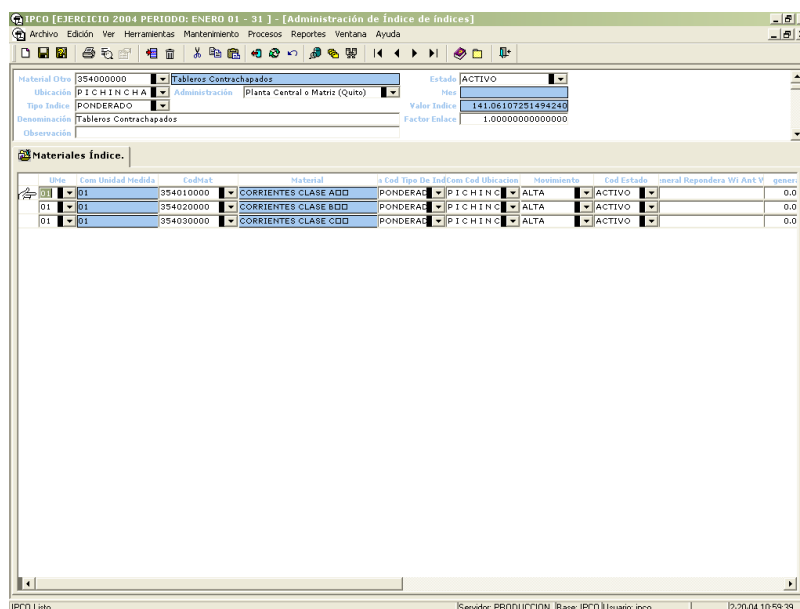 IPCO [EJERCICIO 2004 PERIODO: ENERO 01 - 31 ] - [Administración de Índice de índices]
Archivo Edición Ver Herramientas Mantenimiento Procesos Reportes Ventana Ayuda
Material Otro 354000000 Tableros Contrachapados Estado ACTIVO
Ubicación PICHINCHA Administración Planta Central o Matriz (Quito) Mes
Tipo Indice PONDERADO Valor Indice 141.06107251494240
Denominación Tableros Contrachapados Factor Enlace 1.00000000000000
Observación
Materiales Índice.
UMe Com Unidad Medida CodMat Material s Cod Tipo De Ind Com Cod Ubicacion Movimiento Cod Estado neral Repondera Wi Ant V genera
01 01 354010000 CORRIENTES CLASE A□□ PONDERAD PICHINC ALTA ACTIVO 0.0
01 01 354020000 CORRIENTES CLASE B□□ PONDERAD PICHINC ALTA ACTIVO 0.0
01 01 354030000 CORRIENTES CLASE C□□ PONDERAD PICHINC ALTA ACTIVO 0.0
IPCO Listo Servidor: PRODUCCION Base: IPCO Usuario: ipco 2-20-04 10:59:39